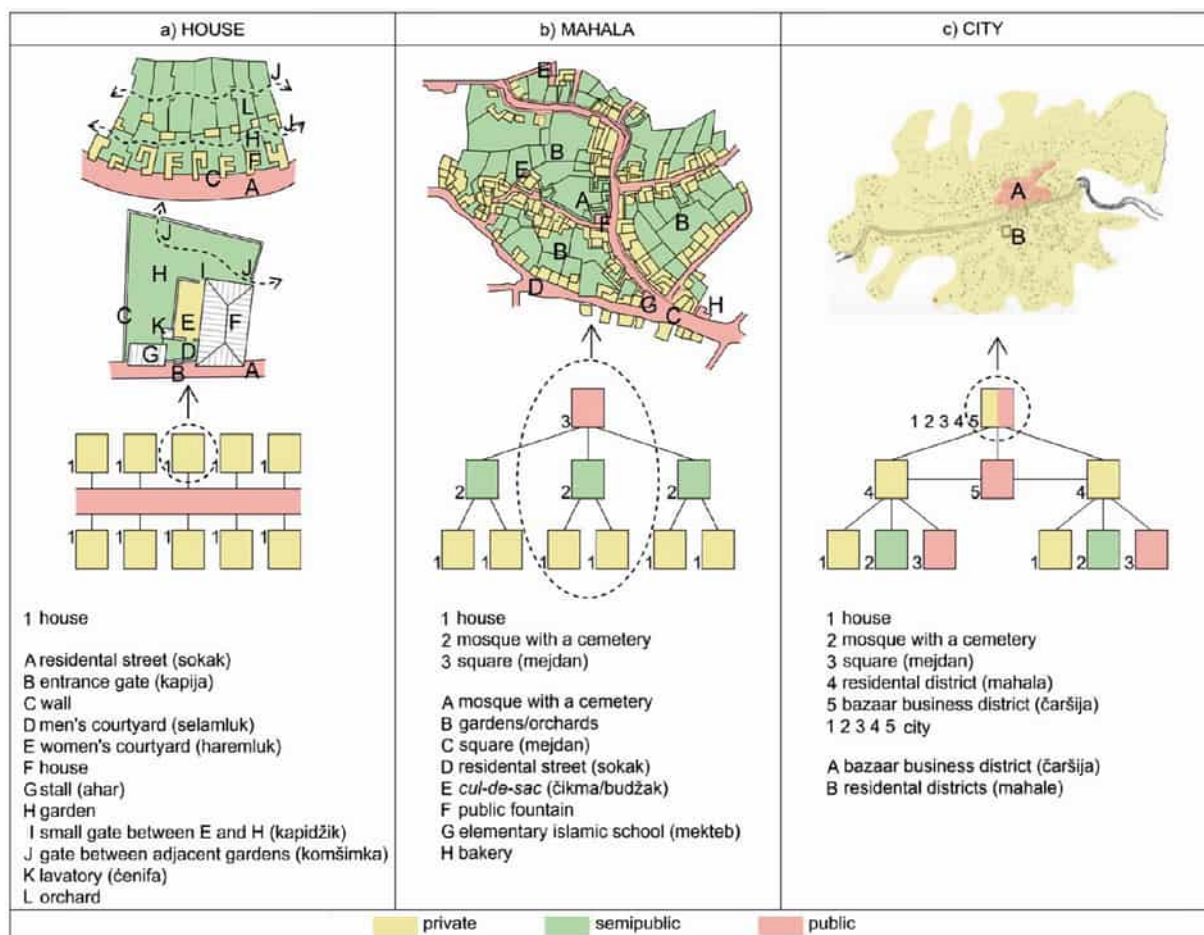 a) HOUSE
b) MAHALA
c) CITY
J
L
J
H
F
C
A
J
H
I
J
C
E
F
K
G
D
B
A
1 1 1 1 1
1 1 1 1 1
E
B
E
A
B
F
B
D
G
C
H
3
2 2 2
1 1 1 1 1 1
A
B
1 2 3 4 5
4 5 4
1 2 3 1 2 3
1 house
A residental street (sokak)
B entrance gate (kapija)
C wall
D men's courtyard (selamluk)
E women's courtyard (haremluk)
F house
G stall (ahar)
H garden
I small gate between E and H (kapidžik)
J gate between adjacent gardens (komšimka)
K lavatory (ćenifa)
L orchard
1 house
2 mosque with a cemetery
3 square (mejdan)
A mosque with a cemetery
B gardens/orchards
C square (mejdan)
D residental street (sokak)
E cul-de-sac (čikma/budžak)
F public fountain
G elementary islamic school (mekteb)
H bakery
1 house
2 mosque with a cemetery
3 square (mejdan)
4 residental district (mahala)
5 bazaar business district (čaršija)
1 2 3 4 5 city
A bazaar business district (čaršija)
B residental districts (mahale)
private
semipublic
public